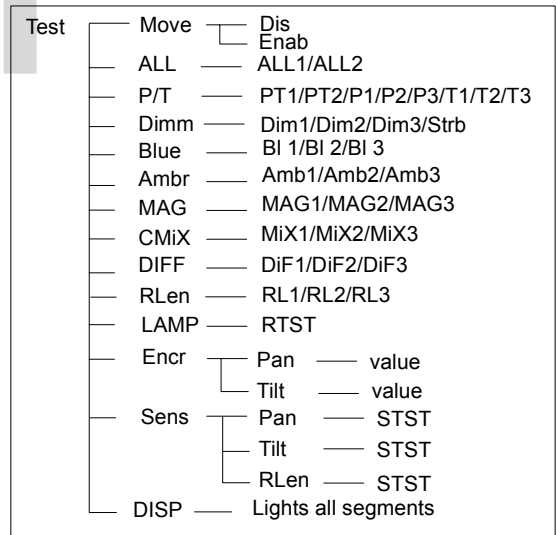 Test Move Dis
Enab
ALL ALL1/ALL2
P/T PT1/PT2/P1/P2/P3/T1/T2/T3
Dimm Dim1/Dim2/Dim3/Strb
Blue Bl 1/Bl 2/Bl 3
Ambr Amb1/Amb2/Amb3
MAG MAG1/MAG2/MAG3
CMiX MiX1/MiX2/MiX3
DIFF DiF1/DiF2/DiF3
RLen RL1/RL2/RL3
LAMP RTST
Encr Pan value
Tilt value
Sens Pan STST
Tilt STST
RLen STST
DISP Lights all segments